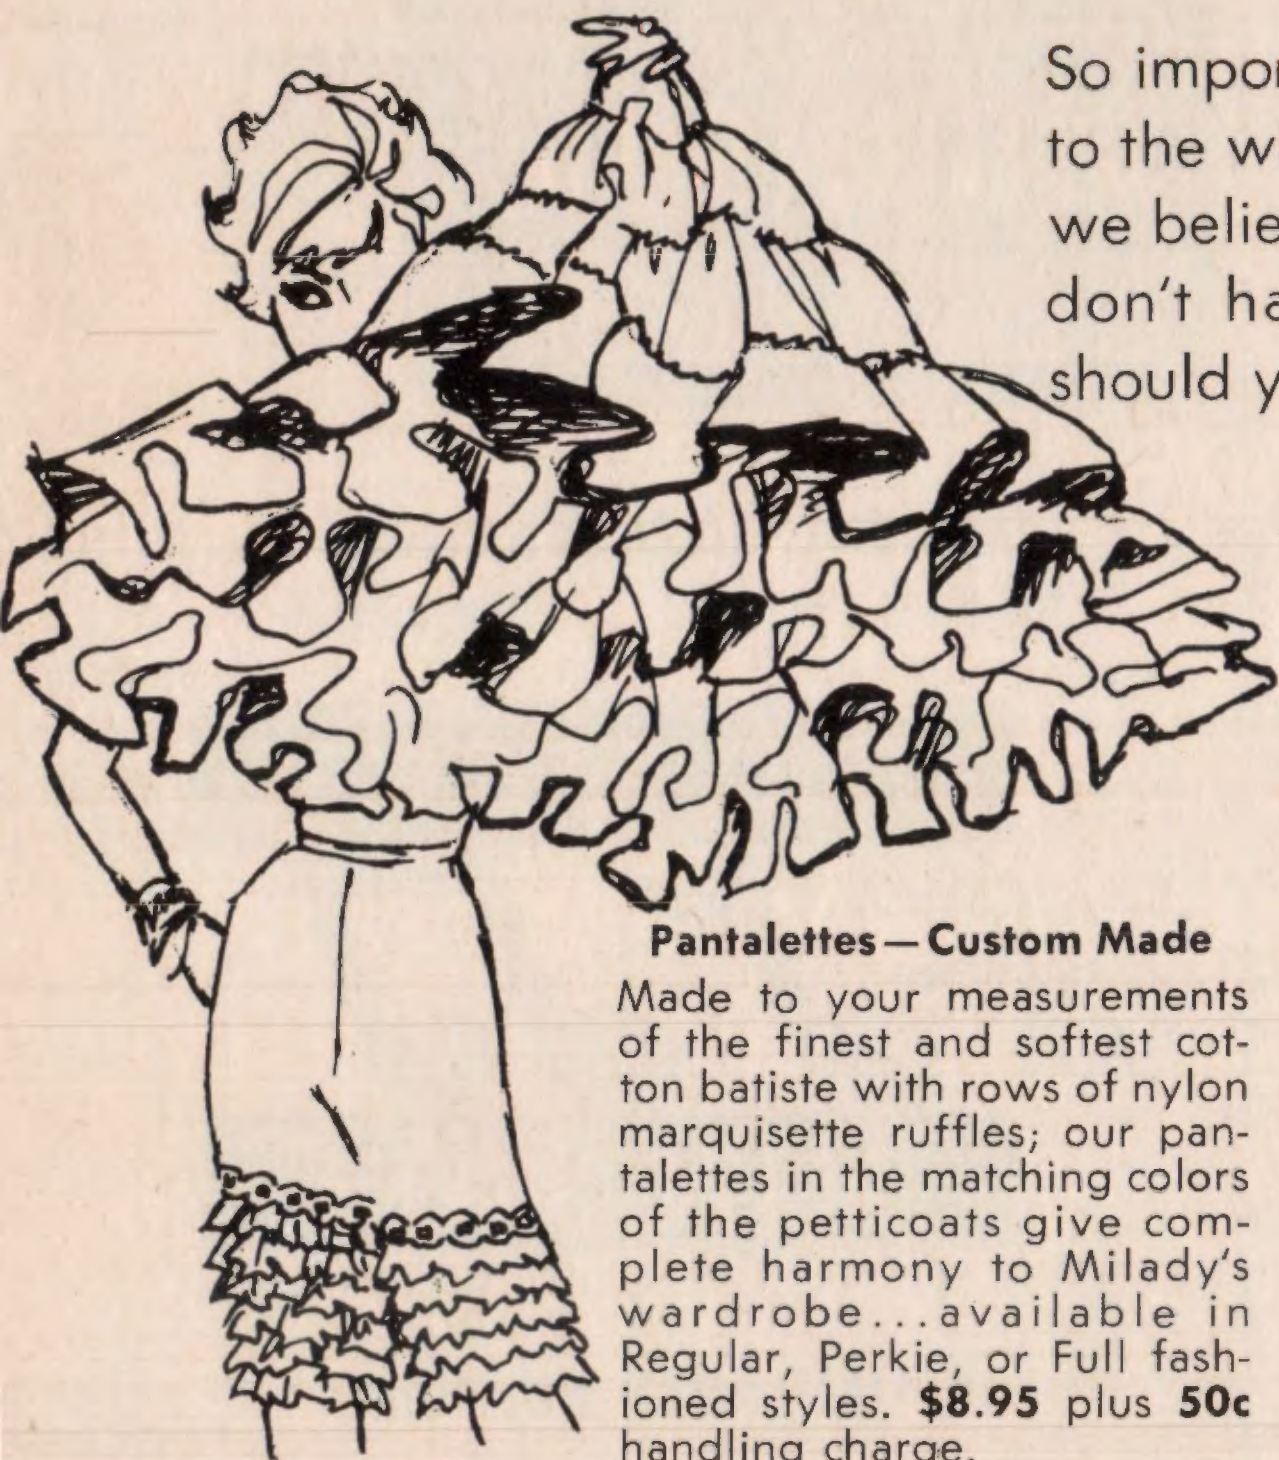 So impor
to the w
we belie
don't ha
should y
Pantalettes — Custom Made
Made to your measurements
of the finest and softest cot-
ton batiste with rows of nylon
marquisette ruffles; our pan-
talettes in the matching colors
of the petticoats give com-
plete harmony to Milady's
wardrobe...available in
Regular, Perkie, or Full fash-
ioned styles. $8.95 plus 50c
handling charge.